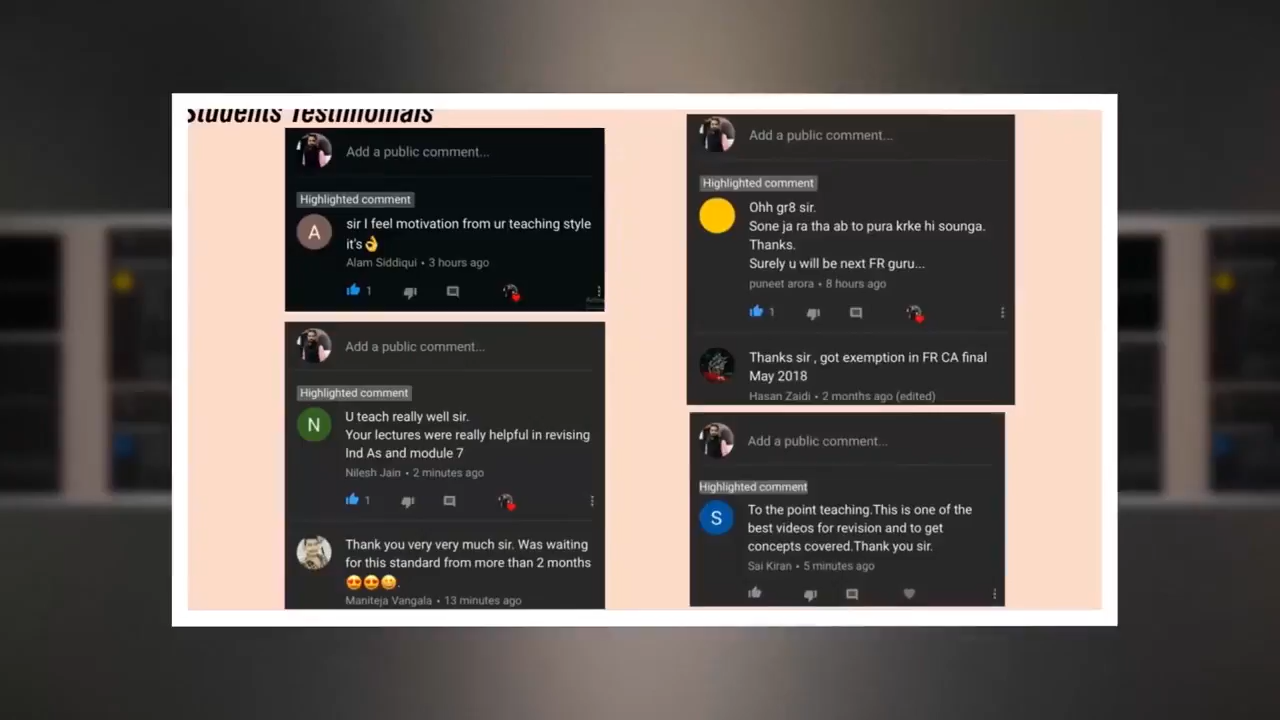 Students Testimonials
Add a public comment...
Highlighted comment
A
sir I feel motivation from ur teaching style
it's👌
Alam Siddiqui • 3 hours ago
1
Add a public comment...
Highlighted comment
N
U teach really well sir.
Your lectures were really helpful in revising
Ind As and module 7
Nilesh Jain • 2 minutes ago
1
Thank you very very much sir. Was waiting
for this standard from more than 2 months
😍😍😊.
Maniteja Vangala • 13 minutes ago
Add a public comment...
Highlighted comment
Ohh gr8 sir.
Sone ja ra tha ab to pura krke hi sounga.
Thanks.
Surely u will be next FR guru...
puneet arora • 8 hours ago
1
Thanks sir , got exemption in FR CA final
May 2018
Hasan Zaidi • 2 months ago (edited)
Add a public comment...
Highlighted comment
S
To the point teaching.This is one of the
best videos for revision and to get
concepts covered.Thank you sir.
Sai Kiran • 5 minutes ago